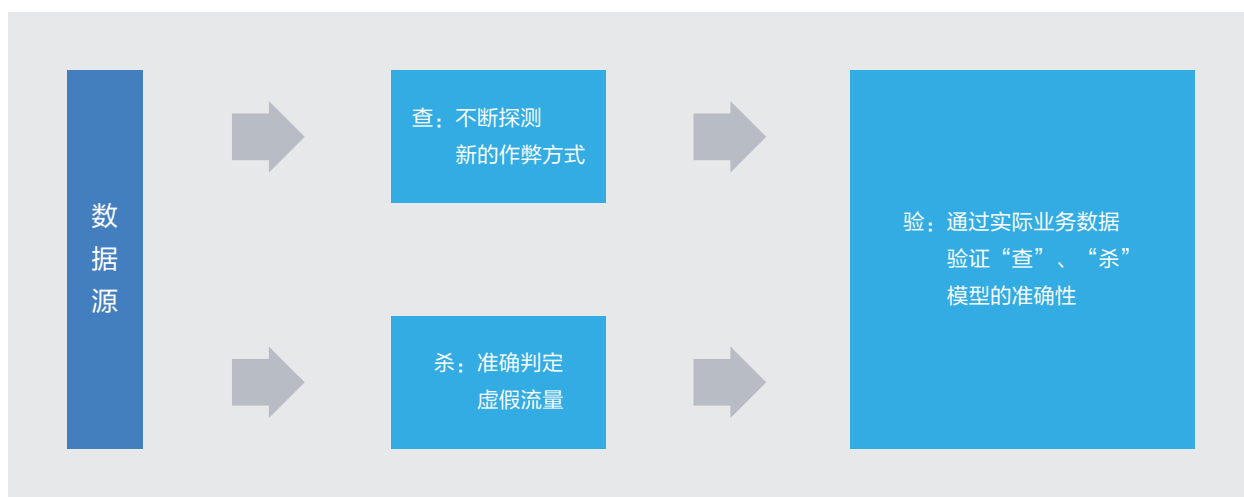 数
据
源
查：不断探测
新的作弊方式
杀：准确判定
虚假流量
验：通过实际业务数据
验证“查”、“杀”
模型的准确性